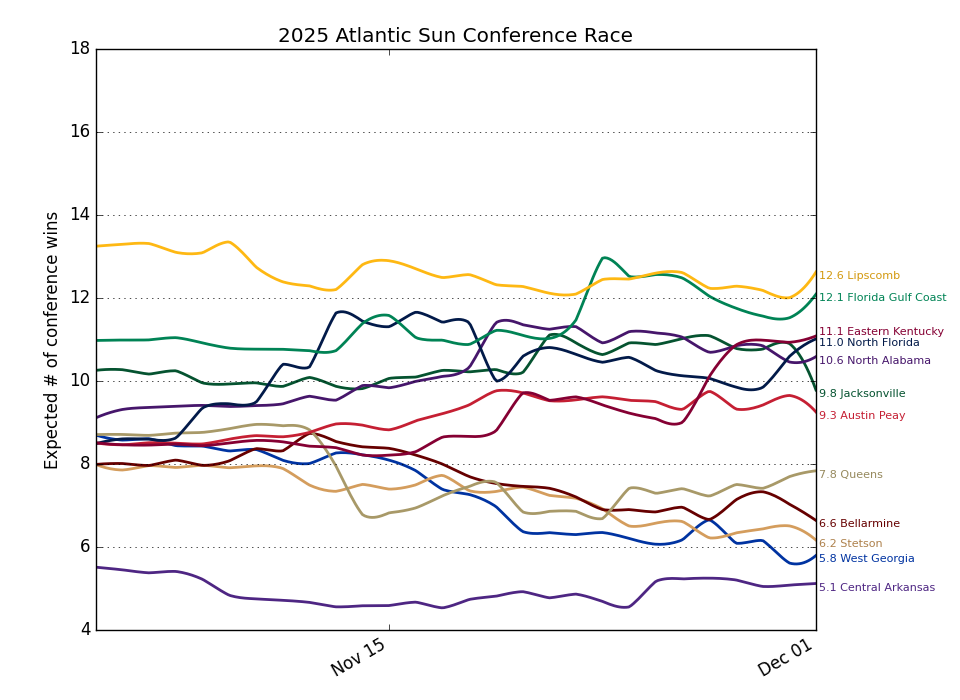 2025 Atlantic Sun Conference Race
Expected # of conference wins
18
16
14
12
10
8
6
4
Nov 15
Dec 01
12.6 Lipscomb
12.1 Florida Gulf Coast
11.1 Eastern Kentucky
11.0 North Florida
10.6 North Alabama
9.8 Jacksonville
9.3 Austin Peay
7.8 Queens
6.6 Bellarmine
6.2 Stetson
5.8 West Georgia
5.1 Central Arkansas